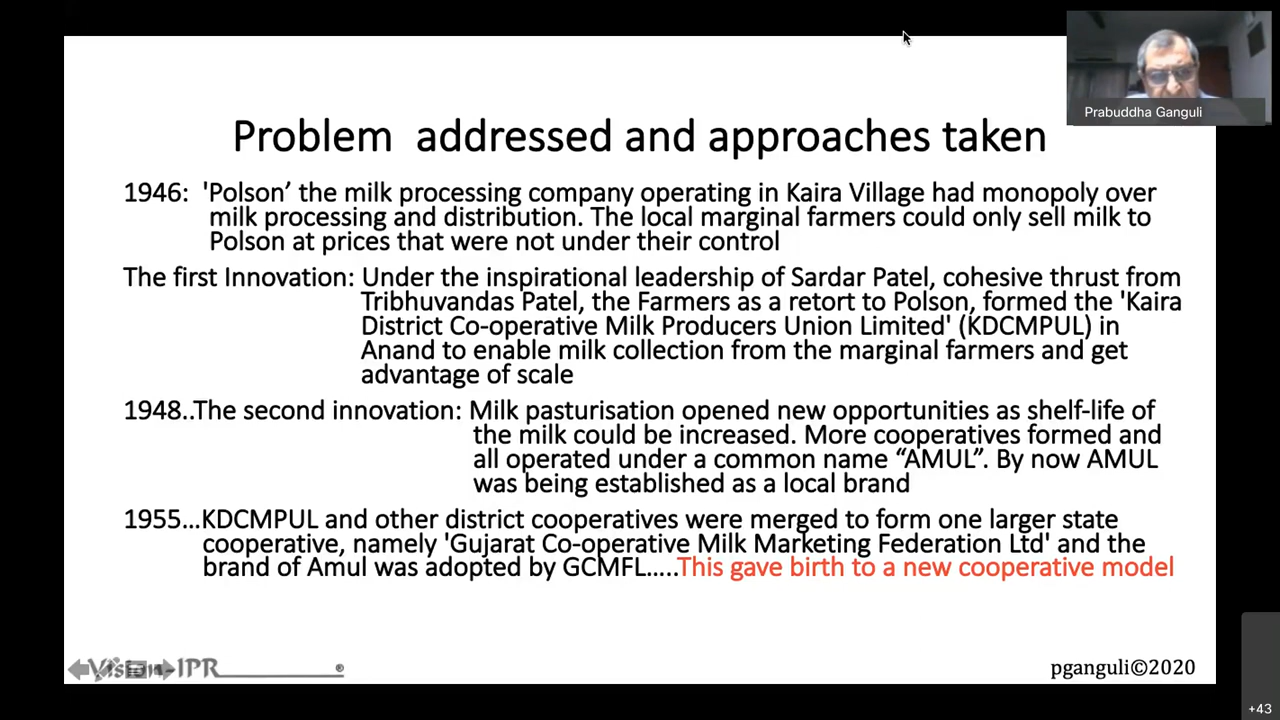 Prabuddha Ganguli
Problem addressed and approaches taken
1946: 'Polson’ the milk processing company operating in Kaira Village had monopoly over
milk processing and distribution. The local marginal farmers could only sell milk to
Polson at prices that were not under their control
The first Innovation: Under the inspirational leadership of Sardar Patel, cohesive thrust from
Tribhuvandas Patel, the Farmers as a retort to Polson, formed the 'Kaira
District Co-operative Milk Producers Union Limited' (KDCMPUL) in
Anand to enable milk collection from the marginal farmers and get
advantage of scale
1948..The second innovation: Milk pasturisation opened new opportunities as shelf-life of
the milk could be increased. More cooperatives formed and
all operated under a common name “AMUL”. By now AMUL
was being established as a local brand
1955...KDCMPUL and other district cooperatives were merged to form one larger state
cooperative, namely 'Gujarat Co-operative Milk Marketing Federation Ltd' and the
brand of Amul was adopted by GCMFL.....This gave birth to a new cooperative model
Vision-IPR ®
pganguli©2020
+43